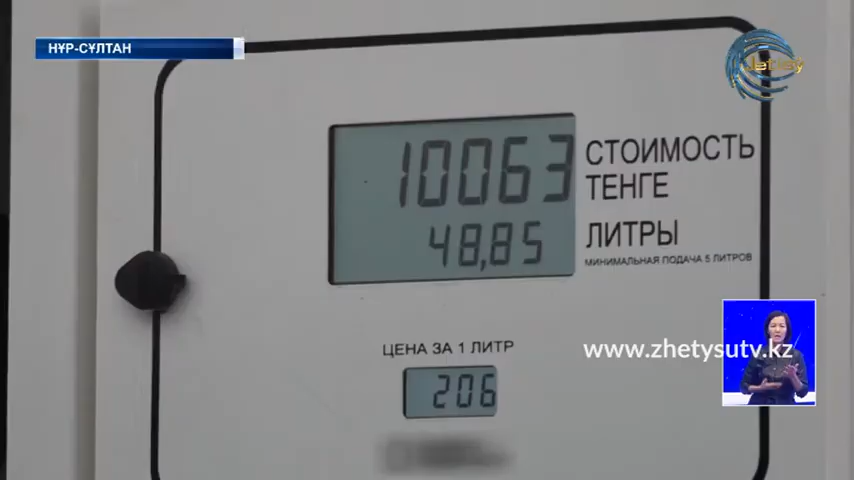 НҰР-СҰЛТАН
Jetisý
10063
СТОИМОСТЬ
ТЕНГЕ
48,85
ЛИТРЫ
МИНИМАЛЬНАЯ ПОДАЧА 5 ЛИТРОВ
ЦЕНА ЗА 1 ЛИТР
www.zhetysutv.kz
206